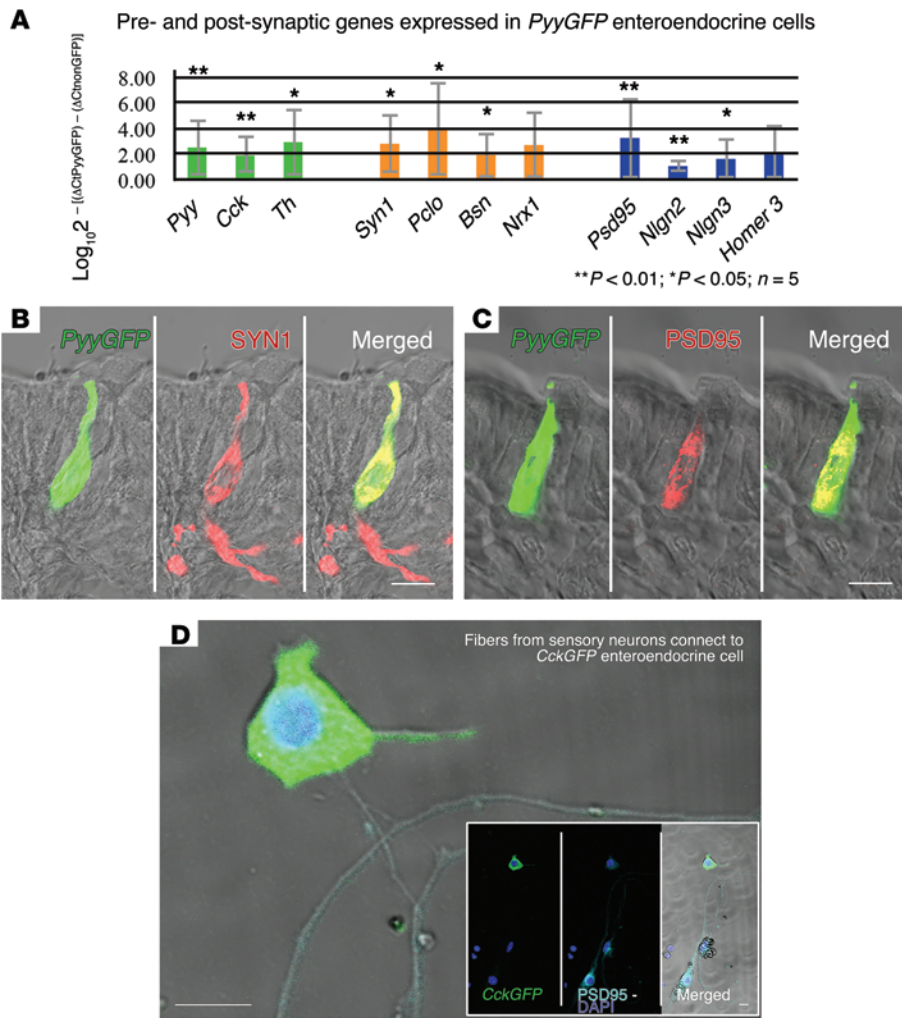 A
Pre- and post-synaptic genes expressed in PyyGFP enteroendocrine cells
Log₁₀2 – [(ΔCtPyyGFP) – (ΔCtnonGFP)]
8.00
6.00
4.00
2.00
0.00
** ** * * * * ** ** *
Pyy Cck Th Syn1 Pclo Bsn Nrx1 Psd95 Nlgn2 Nlgn3 Homer 3
**P < 0.01; *P < 0.05; n = 5
B
PyyGFP SYN1 Merged
C
PyyGFP PSD95 Merged
D
Fibers from sensory neurons connect to
CckGFP enteroendocrine cell
CckGFP PSD95 - Merged
DAPI